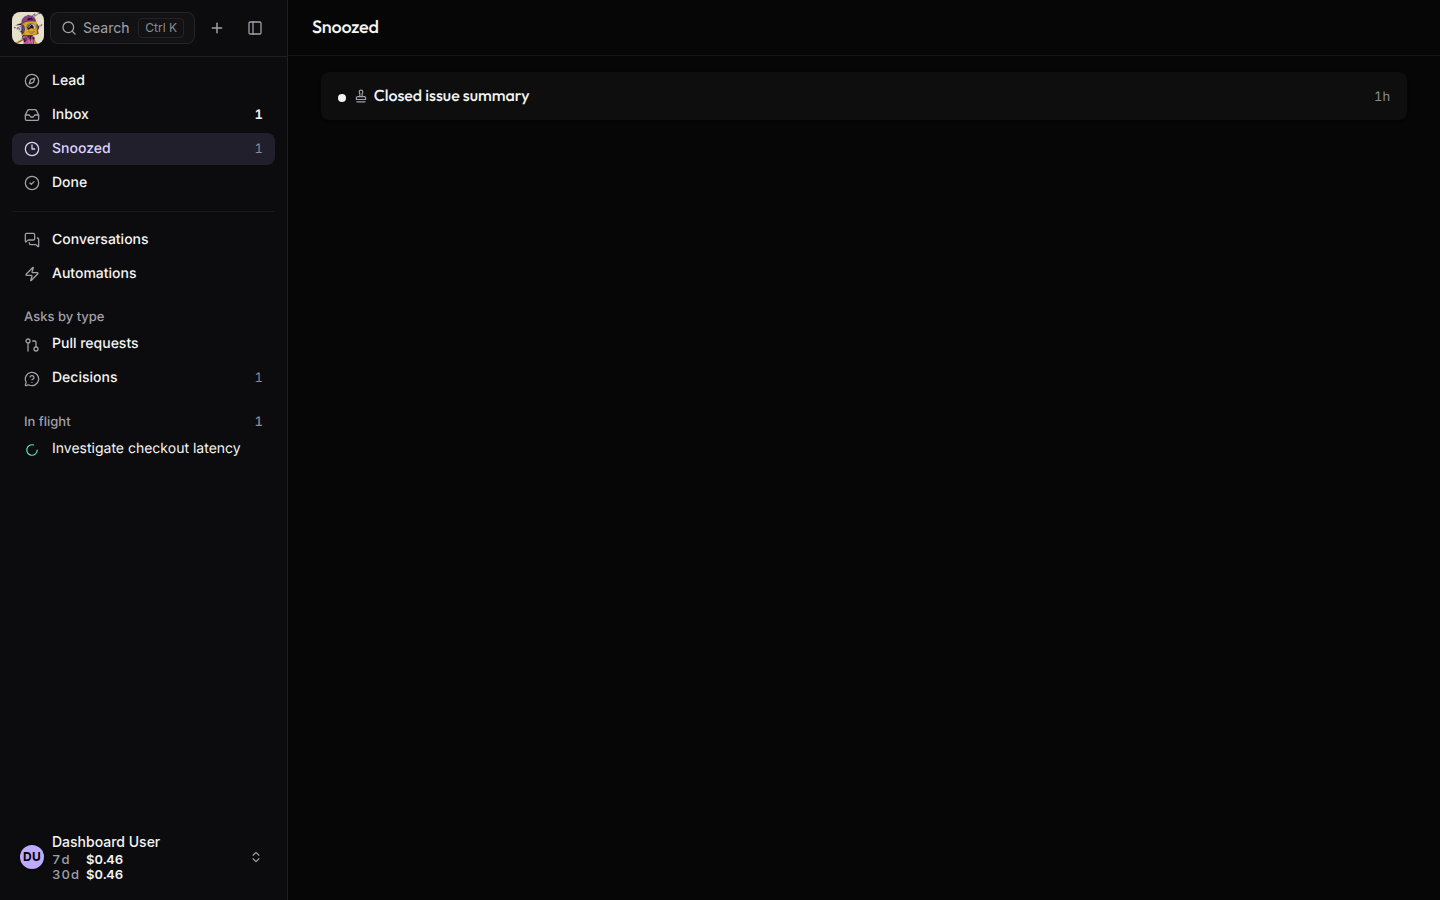 Search Ctrl K
Lead
Inbox 1
Snoozed 1
Done
Conversations
Automations
Asks by type
Pull requests
Decisions 1
In flight 1
Investigate checkout latency
DU
Dashboard User
7d $0.46
30d $0.46
Snoozed
Closed issue summary 1h